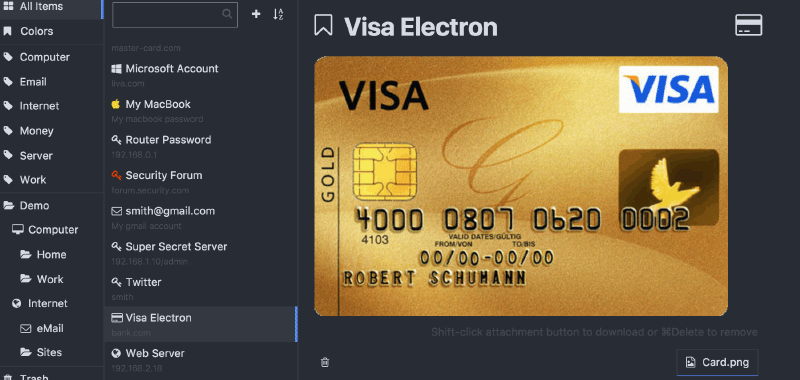 All Items
Colors
Computer
Email
Internet
Money
Server
Work
Demo
Computer
Home
Work
Internet
eMail
Sites
Trash
master-card.com
Microsoft Account
live.com
My MacBook
My macbook password
Router Password
192.168.0.1
Security Forum
forum.security.com
smith@gmail.com
My gmail account
Super Secret Server
192.168.1.10/admin
Twitter
smith
Visa Electron
bank.com
Web Server
192.168.2.18
Visa Electron
VISA
VISA
GOLD
G
4000 0807 0620 0002
4103
VALID DATES/GÜLTIG
FROM/VON TO/BIS
00/00-00/00
ROBERT SCHUMANN
Shift-click attachment button to download or ⌘Delete to remove
Card.png